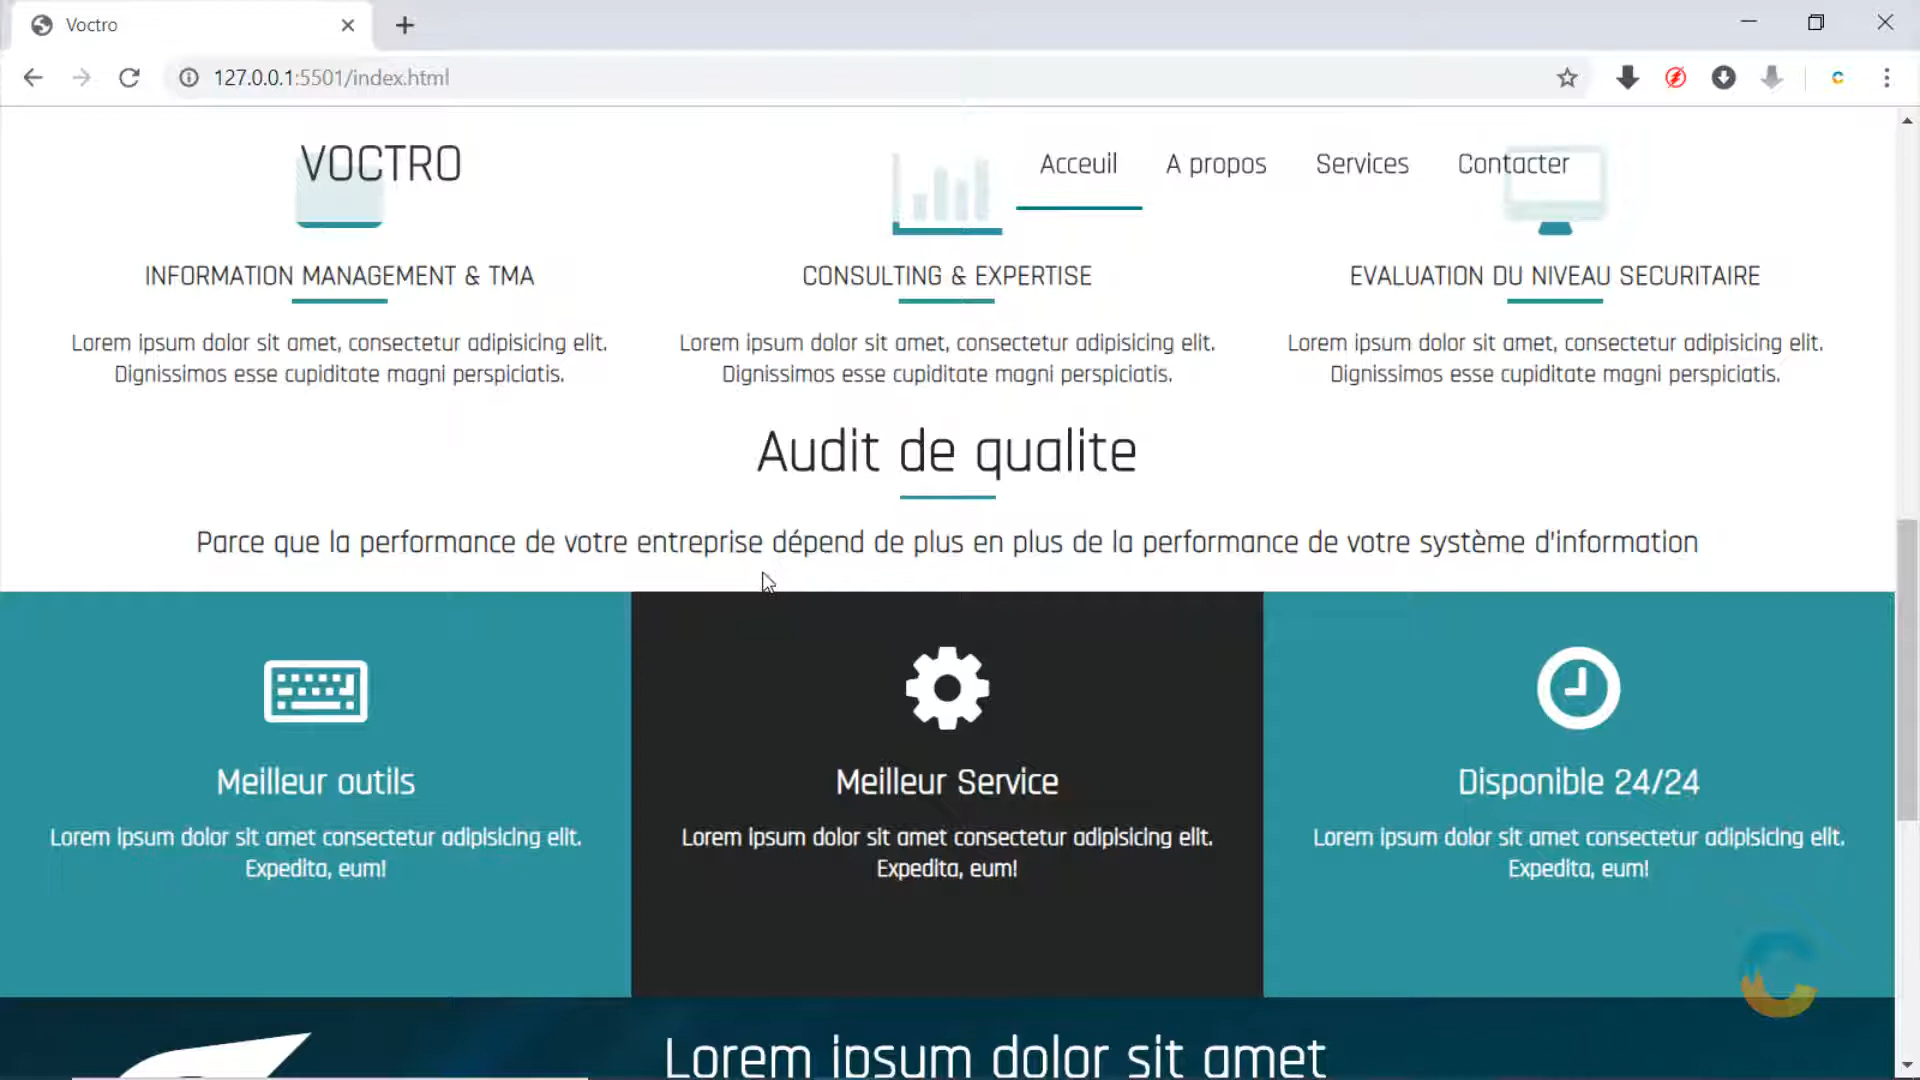 Voctro
127.0.0.1:5501/index.html
VOCTRO
Acceuil
A propos
Services
Contacter
INFORMATION MANAGEMENT & TMA
Lorem ipsum dolor sit amet, consectetur adipisicing elit.
Dignissimos esse cupiditate magni perspiciatis.
CONSULTING & EXPERTISE
Lorem ipsum dolor sit amet, consectetur adipisicing elit.
Dignissimos esse cupiditate magni perspiciatis.
EVALUATION DU NIVEAU SECURITAIRE
Lorem ipsum dolor sit amet, consectetur adipisicing elit.
Dignissimos esse cupiditate magni perspiciatis.
Audit de qualite
Parce que la performance de votre entreprise dépend de plus en plus de la performance de votre système d'information
Meilleur outils
Lorem ipsum dolor sit amet consectetur adipisicing elit.
Expedita, eum!
Meilleur Service
Lorem ipsum dolor sit amet consectetur adipisicing elit.
Expedita, eum!
Disponible 24/24
Lorem ipsum dolor sit amet consectetur adipisicing elit.
Expedita, eum!
Lorem ipsum dolor sit amet